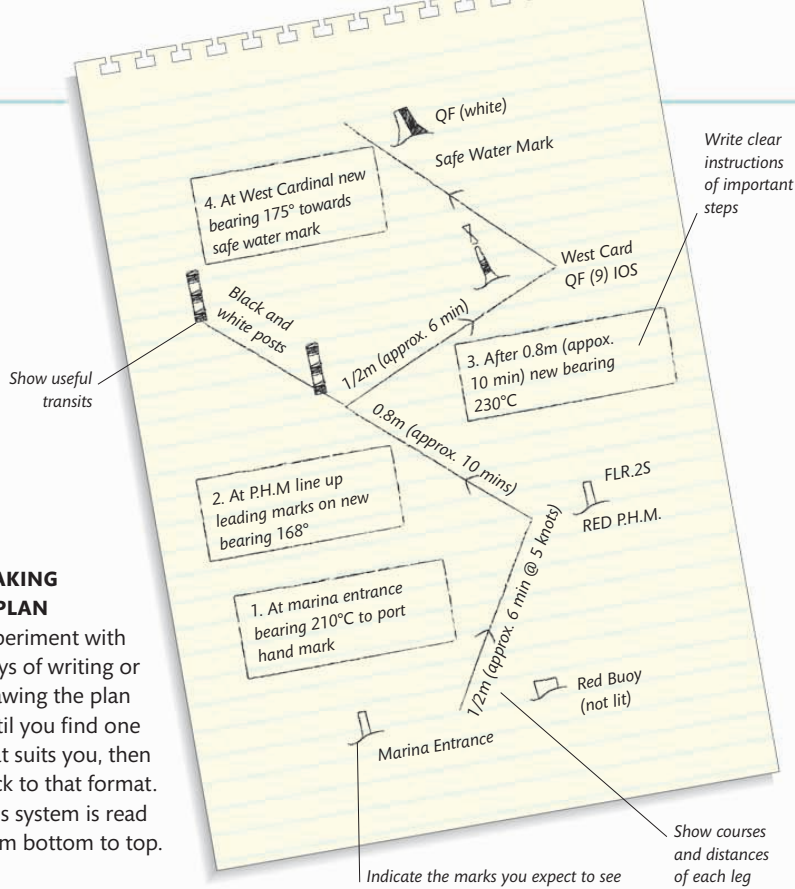 QF (white)
Safe Water Mark
Write clear
instructions
of important
steps
4. At West Cardinal new
bearing 175° towards
safe water mark
West Card
QF (9) IOS
Black and
white posts
1/2m (approx. 6 min)
Show useful
transits
3. After 0.8m (appox.
10 min) new bearing
230°C
0.8m (approx. 10 mins)
FLR.2S
RED P.H.M.
2. At P.H.M line up
leading marks on new
bearing 168°
1. At marina entrance
bearing 210°C to port
hand mark
1/2m (approx. 6 min @ 5 knots)
Red Buoy
(not lit)
Marina Entrance
AKING
PLAN
periment with
ys of writing or
awing the plan
til you find one
at suits you, then
ck to that format.
s system is read
m bottom to top.
Show courses
and distances
of each leg
Indicate the marks you expect to see